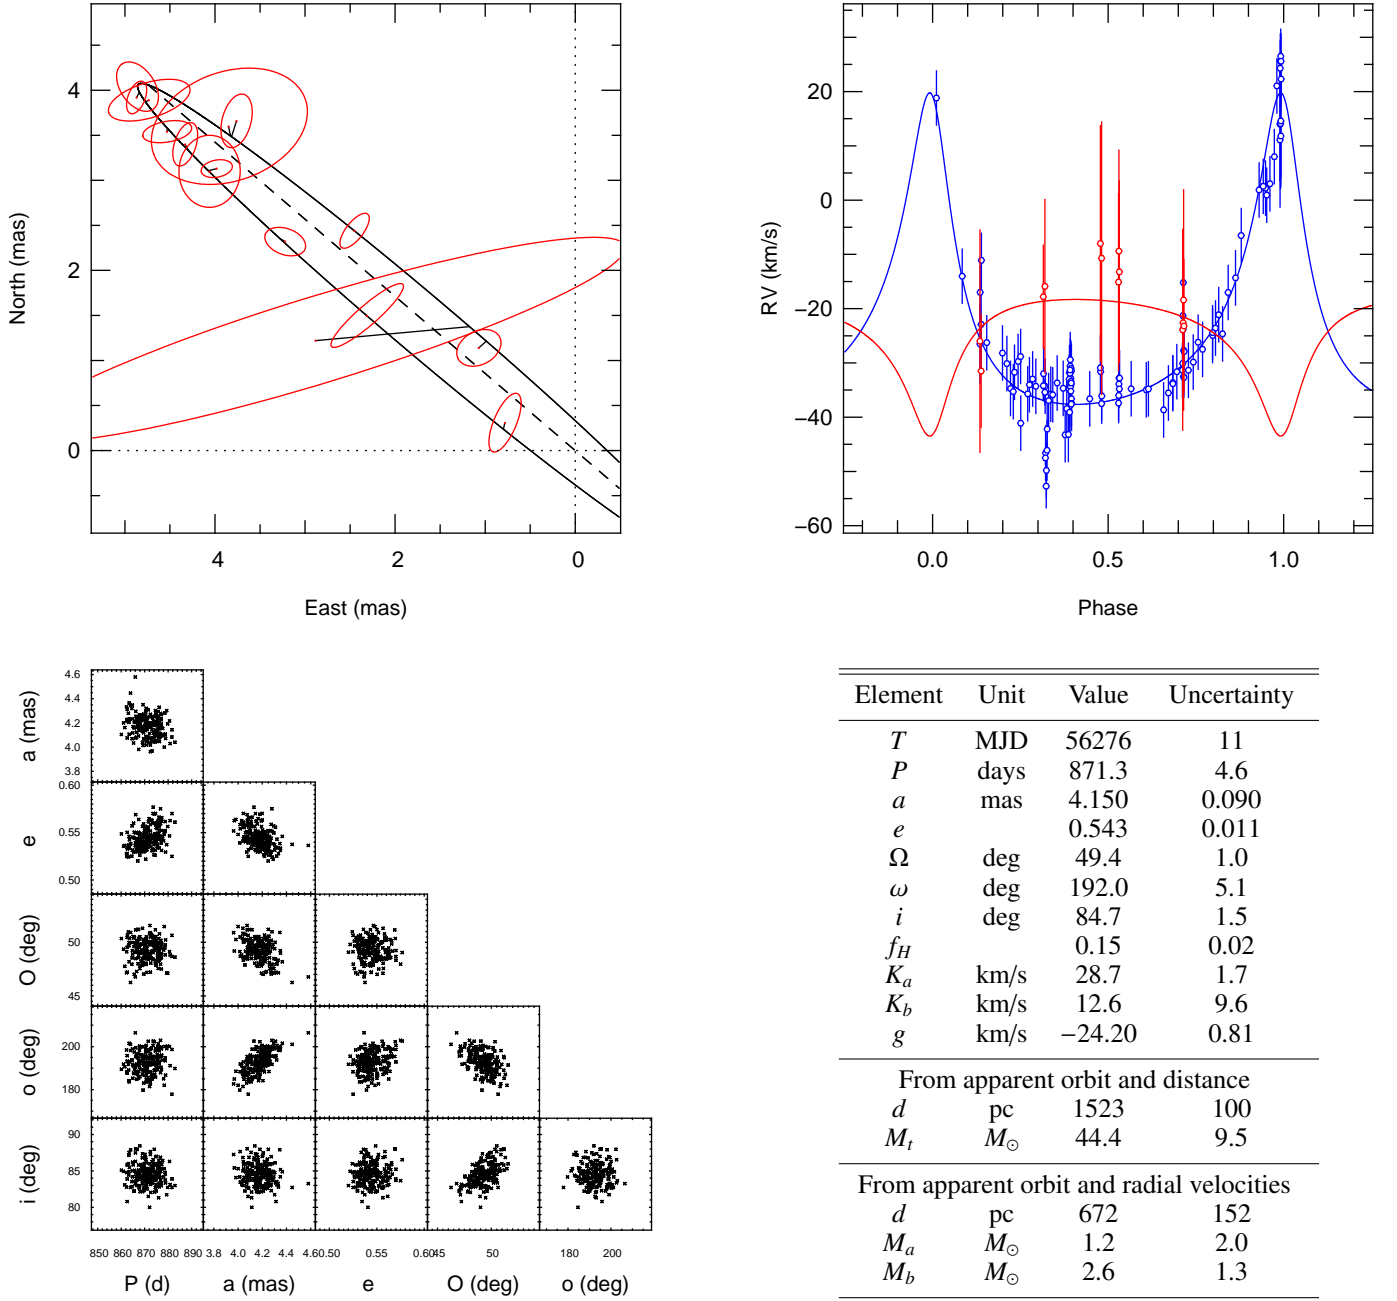 4
2
0
North (mas)
4
2
0
East (mas)
20
0
−20
−40
−60
RV (km/s)
0.0
0.5
1.0
Phase
4.6
4.4
4.2
4.0
3.8
a (mas)
0.60
0.55
0.50
e
50
45
O (deg)
200
180
o (deg)
90
85
80
i (deg)
850 860 870 880 890
3.8 4.0 4.2 4.4 4.6
0.50 0.55 0.60
45 50
180 200
P (d)
a (mas)
e
O (deg)
o (deg)
Element Unit Value Uncertainty
T MJD 56276 11
P days 871.3 4.6
a mas 4.150 0.090
e 0.543 0.011
Ω deg 49.4 1.0
ω deg 192.0 5.1
i deg 84.7 1.5
f_H 0.15 0.02
K_a km/s 28.7 1.7
K_b km/s 12.6 9.6
g km/s −24.20 0.81
From apparent orbit and distance
d pc 1523 100
M_t M⊙ 44.4 9.5
From apparent orbit and radial velocities
d pc 672 152
M_a M⊙ 1.2 2.0
M_b M⊙ 2.6 1.3